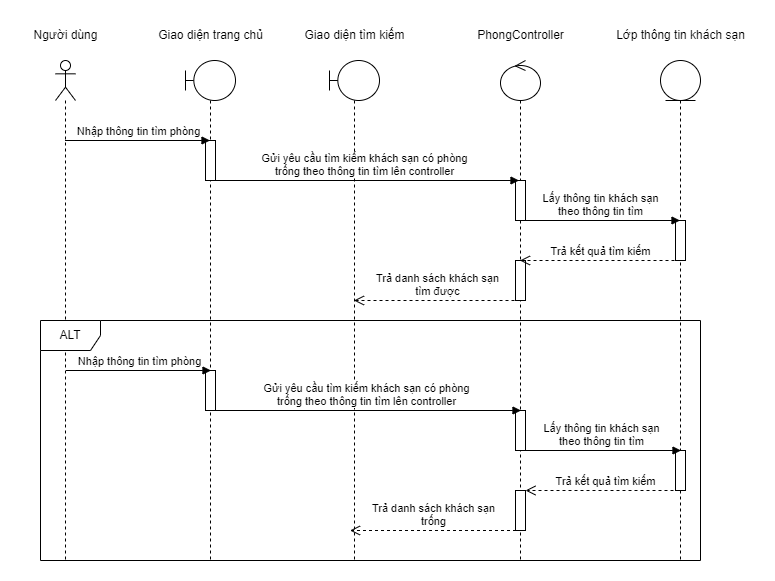 Người dùng
Giao diện trang chủ
Giao diện tìm kiếm
PhongController
Lớp thông tin khách sạn
Nhập thông tin tìm phòng
Gửi yêu cầu tìm kiếm khách sạn có phòng
trống theo thông tin tìm lên controller
Lấy thông tin khách sạn
theo thông tin tìm
Trả kết quả tìm kiếm
Trả danh sách khách sạn
tìm được
ALT
Nhập thông tin tìm phòng
Gửi yêu cầu tìm kiếm khách sạn có phòng
trống theo thông tin tìm lên controller
Lấy thông tin khách sạn
theo thông tin tìm
Trả kết quả tìm kiếm
Trả danh sách khách sạn
trống